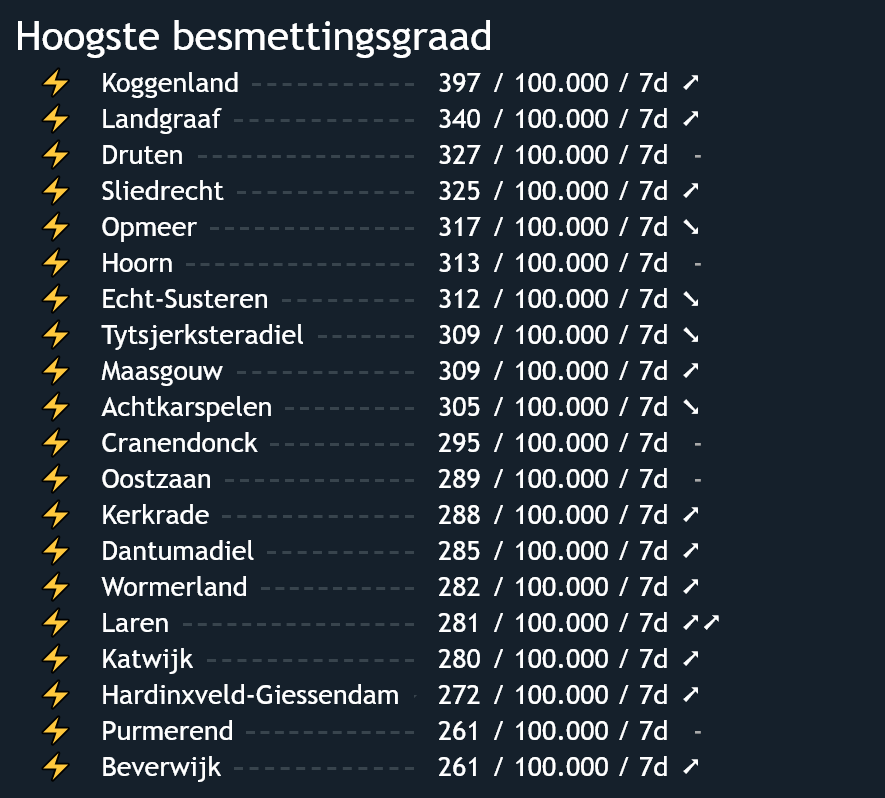 Hoogste besmettingsgraad
⚡ Koggenland ----------- 397 / 100.000 / 7d ➚
⚡ Landgraaf ------------ 340 / 100.000 / 7d ➚
⚡ Druten -------------- 327 / 100.000 / 7d -
⚡ Sliedrecht ------------ 325 / 100.000 / 7d ➚
⚡ Opmeer ------------- 317 / 100.000 / 7d ➘
⚡ Hoorn --------------- 313 / 100.000 / 7d -
⚡ Echt-Susteren --------- 312 / 100.000 / 7d ➘
⚡ Tytsjerksteradiel ------- 309 / 100.000 / 7d ➘
⚡ Maasgouw ------------ 309 / 100.000 / 7d ➚
⚡ Achtkarspelen --------- 305 / 100.000 / 7d ➘
⚡ Cranendonck ---------- 295 / 100.000 / 7d -
⚡ Oostzaan ------------ 289 / 100.000 / 7d -
⚡ Kerkrade ------------- 288 / 100.000 / 7d ➚
⚡ Dantumadiel ---------- 285 / 100.000 / 7d ➚
⚡ Wormerland ----------- 282 / 100.000 / 7d ➚
⚡ Laren --------------- 281 / 100.000 / 7d ➚➚
⚡ Katwijk -------------- 280 / 100.000 / 7d ➚
⚡ Hardinxveld-Giessendam - 272 / 100.000 / 7d ➚
⚡ Purmerend ----------- 261 / 100.000 / 7d -
⚡ Beverwijk ------------ 261 / 100.000 / 7d ➚